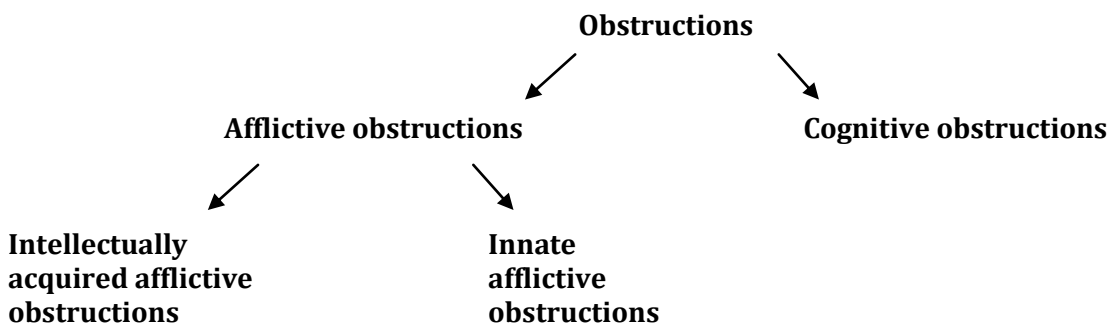 Obstructions
Afflictive obstructions
Cognitive obstructions
Intellectually
acquired afflictive
obstructions
Innate
afflictive
obstructions